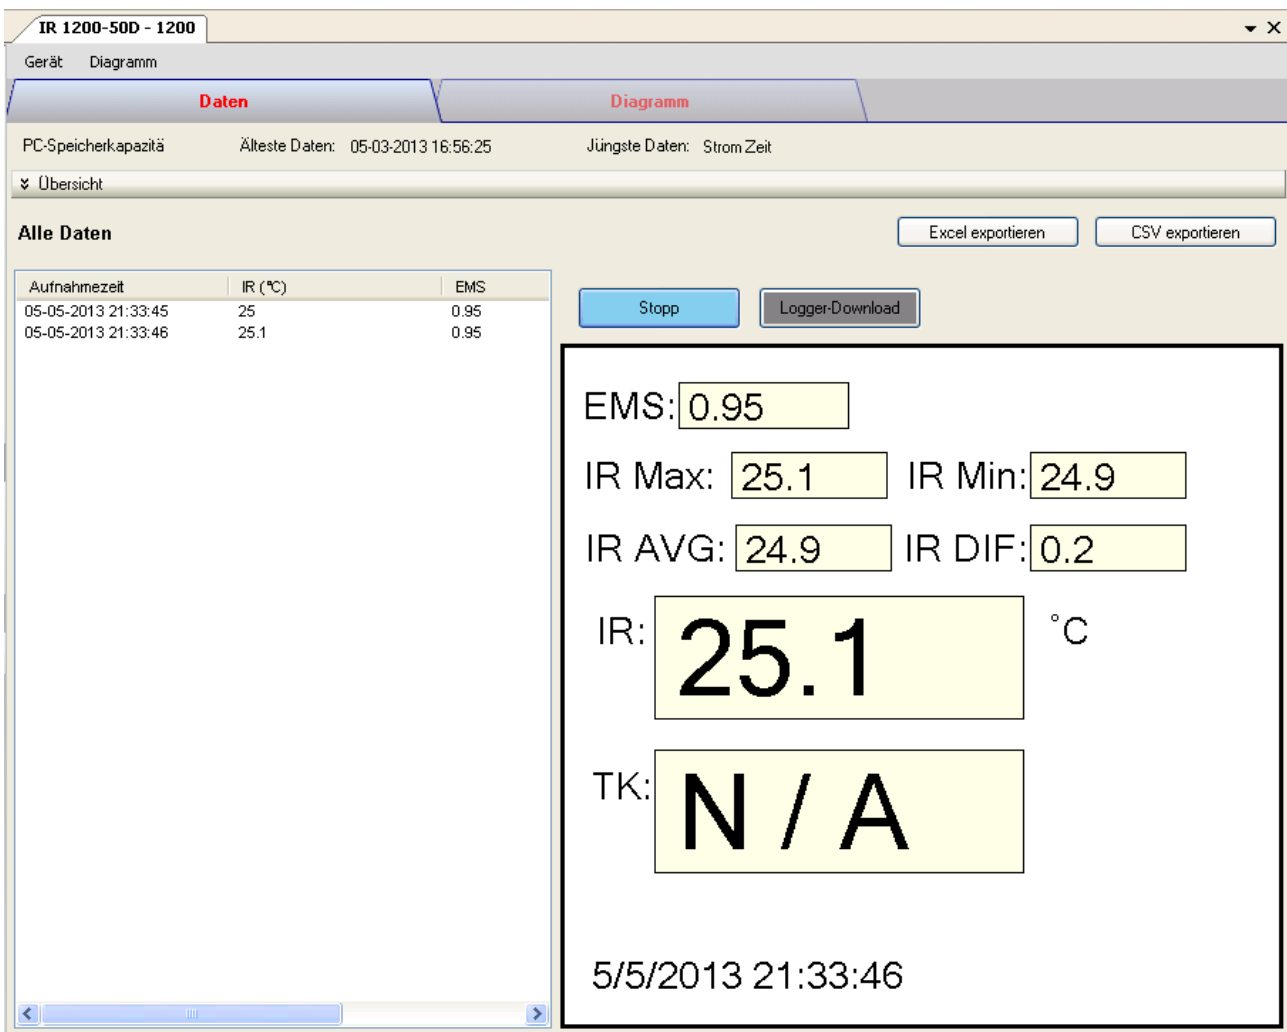 IR 1200-50D - 1200
Gerät Diagramm
Daten Diagramm
PC-Speicherkapazitä Älteste Daten: 05-03-2013 16:56:25 Jüngste Daten: Strom Zeit
Übersicht
Alle Daten Excel exportieren CSV exportieren
Aufnahmezeit IR (℃) EMS
05-05-2013 21:33:45 25 0.95
05-05-2013 21:33:46 25.1 0.95
Stopp Logger-Download
EMS: 0.95
IR Max: 25.1 IR Min: 24.9
IR AVG: 24.9 IR DIF: 0.2
IR: 25.1 °C
TK: N / A
5/5/2013 21:33:46